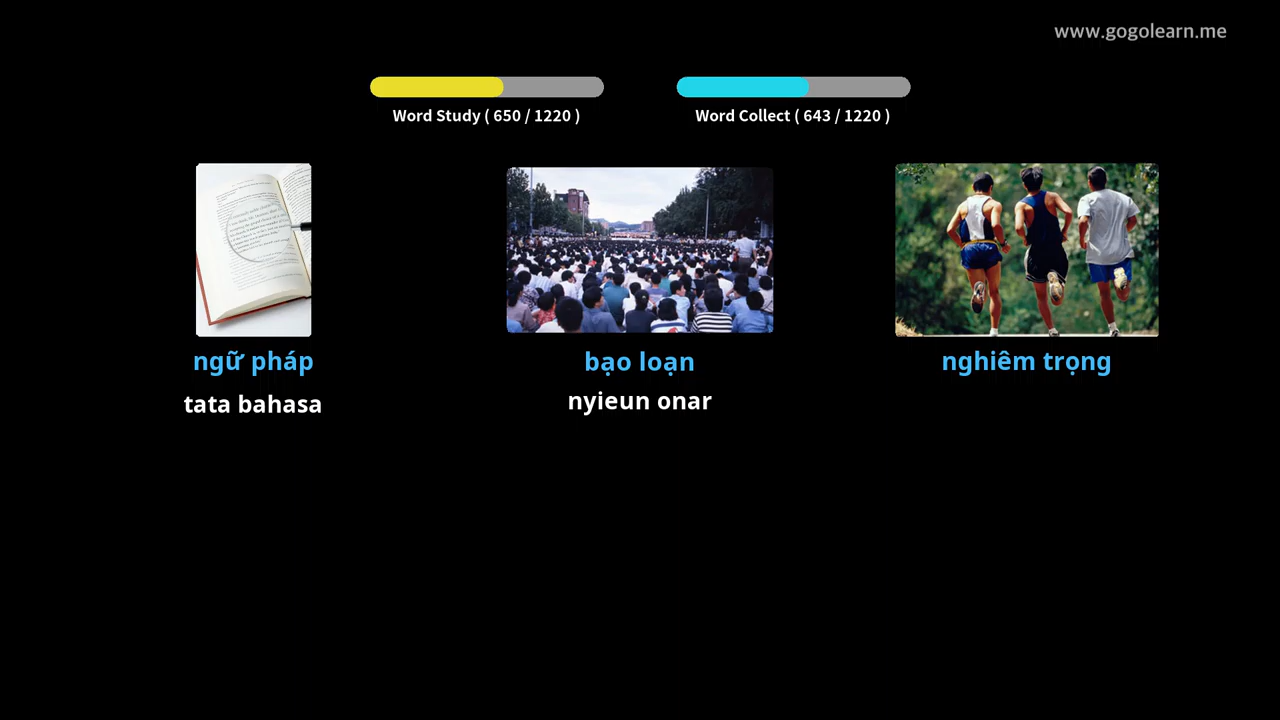 www.gogolearn.me
Word Study ( 650 / 1220 )
Word Collect ( 643 / 1220 )
ngữ pháp
bạo loạn
nghiêm trọng
tata bahasa
nyieun onar